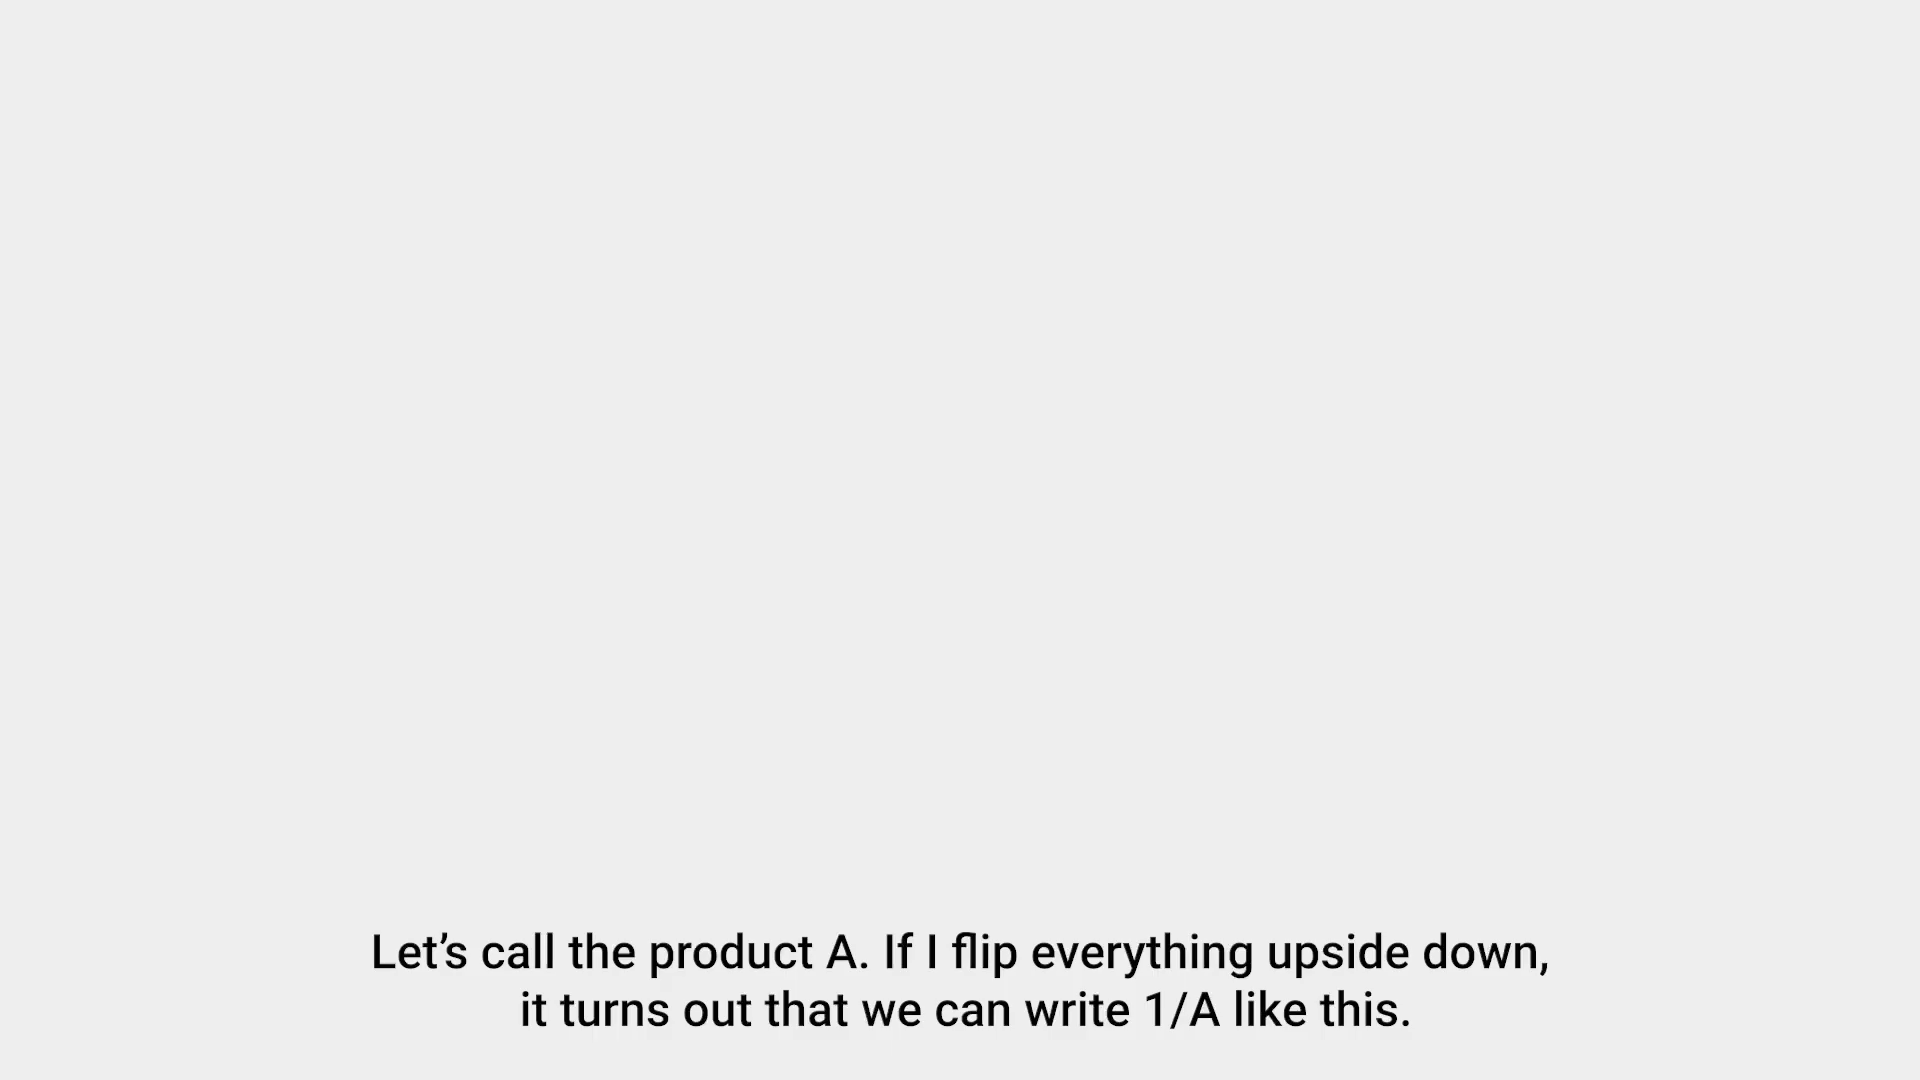 Let’s call the product A. If I flip everything upside down,
it turns out that we can write 1/A like this.